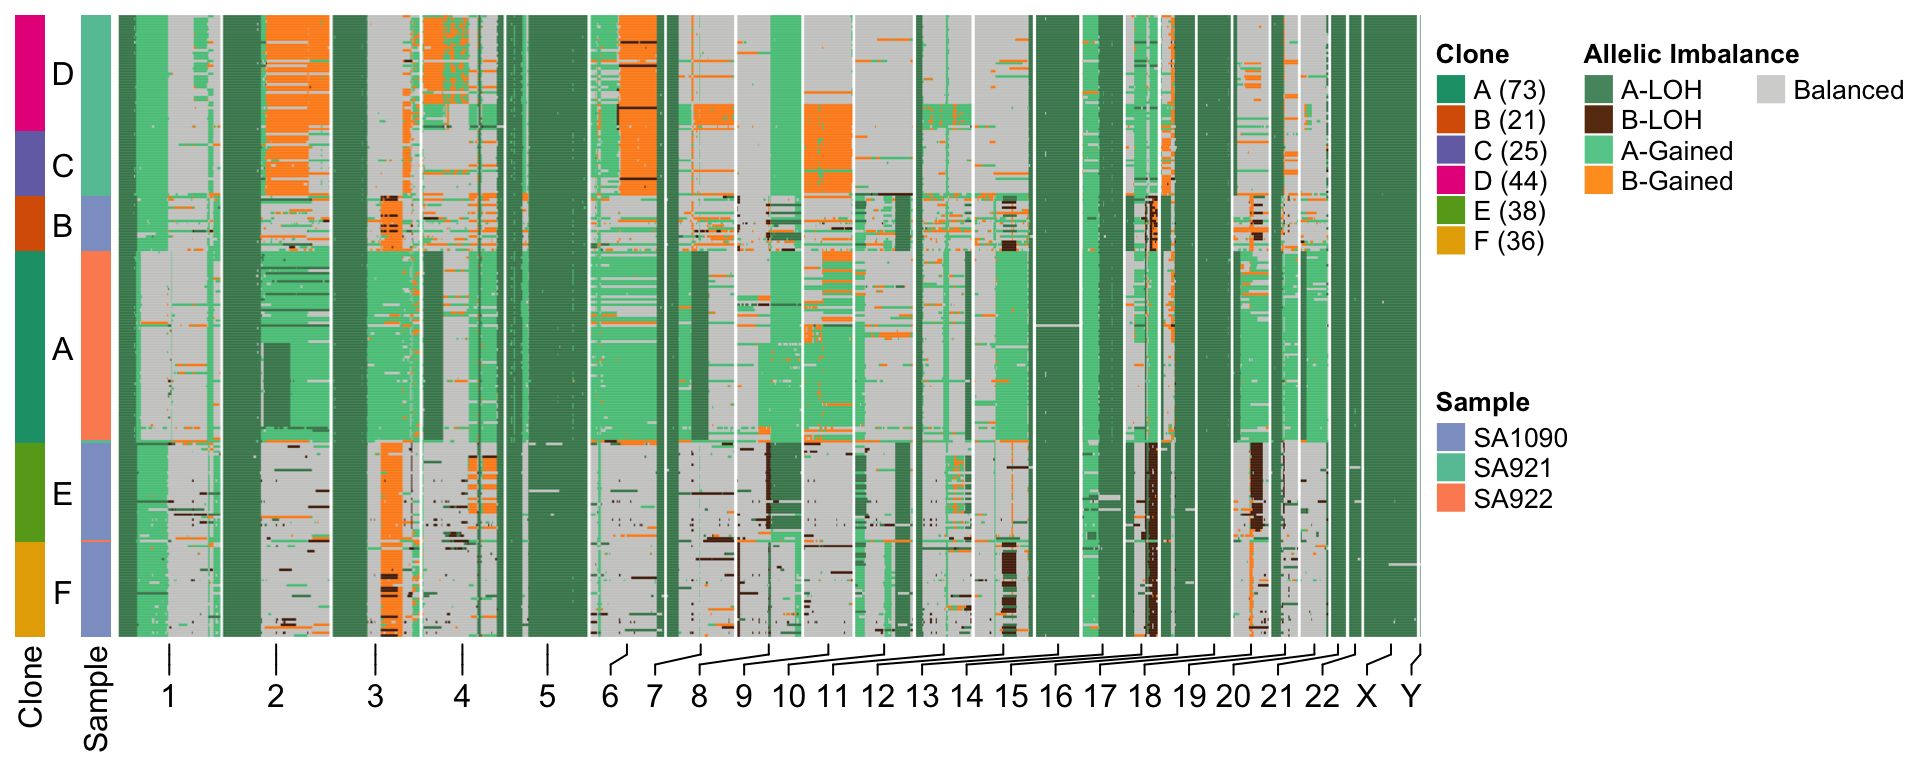 Clone
A (73)
B (21)
C (25)
D (44)
E (38)
F (36)
Allelic Imbalance
A-LOH
B-LOH
A-Gained
B-Gained
Balanced
Sample
SA1090
SA921
SA922
D
C
B
A
E
F
Clone
Sample
1 2 3 4 5 6 7 8 9 10 11 12 13 14 15 16 17 18 19 20 21 22 X Y